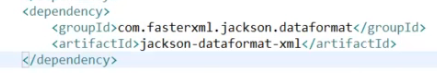 <dependency>
<groupId>com.fasterxml.jackson.dataformat</groupId>
<artifactId>jackson-dataformat-xml</artifactId>
</dependency>